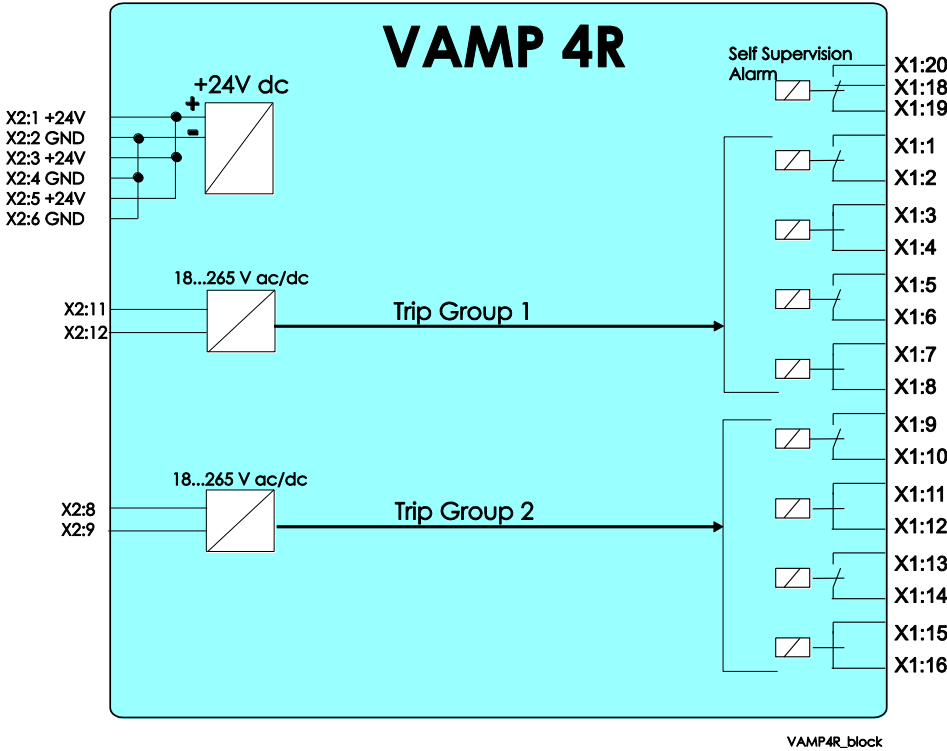 VAMP 4R
Self Supervision
Alarm
X1:20
X1:18
X1:19
+24V dc
+
-
X2:1 +24V
X2:2 GND
X2:3 +24V
X2:4 GND
X2:5 +24V
X2:6 GND
X1:1
X1:2
X1:3
X1:4
18...265 V ac/dc
X2:11
X2:12
Trip Group 1
X1:5
X1:6
X1:7
X1:8
X1:9
X1:10
18...265 V ac/dc
X2:8
X2:9
Trip Group 2
X1:11
X1:12
X1:13
X1:14
X1:15
X1:16
VAMP4R_block